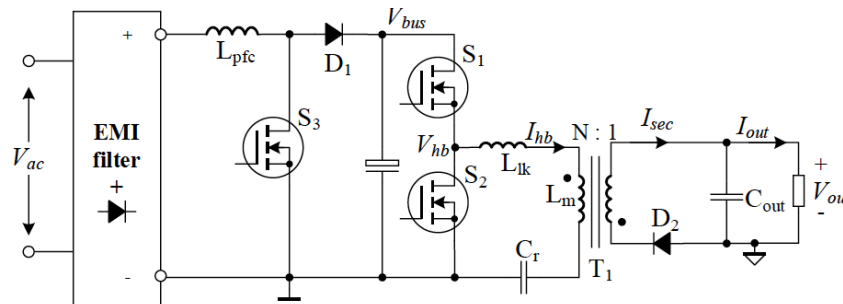 V_bus
+
L_pfc
D_1
S_1
S_3
EMI
filter
+
V_ac
V_hb
I_hb
N : 1
I_sec
I_out
L_lk
+
S_2
L_m
C_out
V_ou
-
D_2
C_r
T_1
-